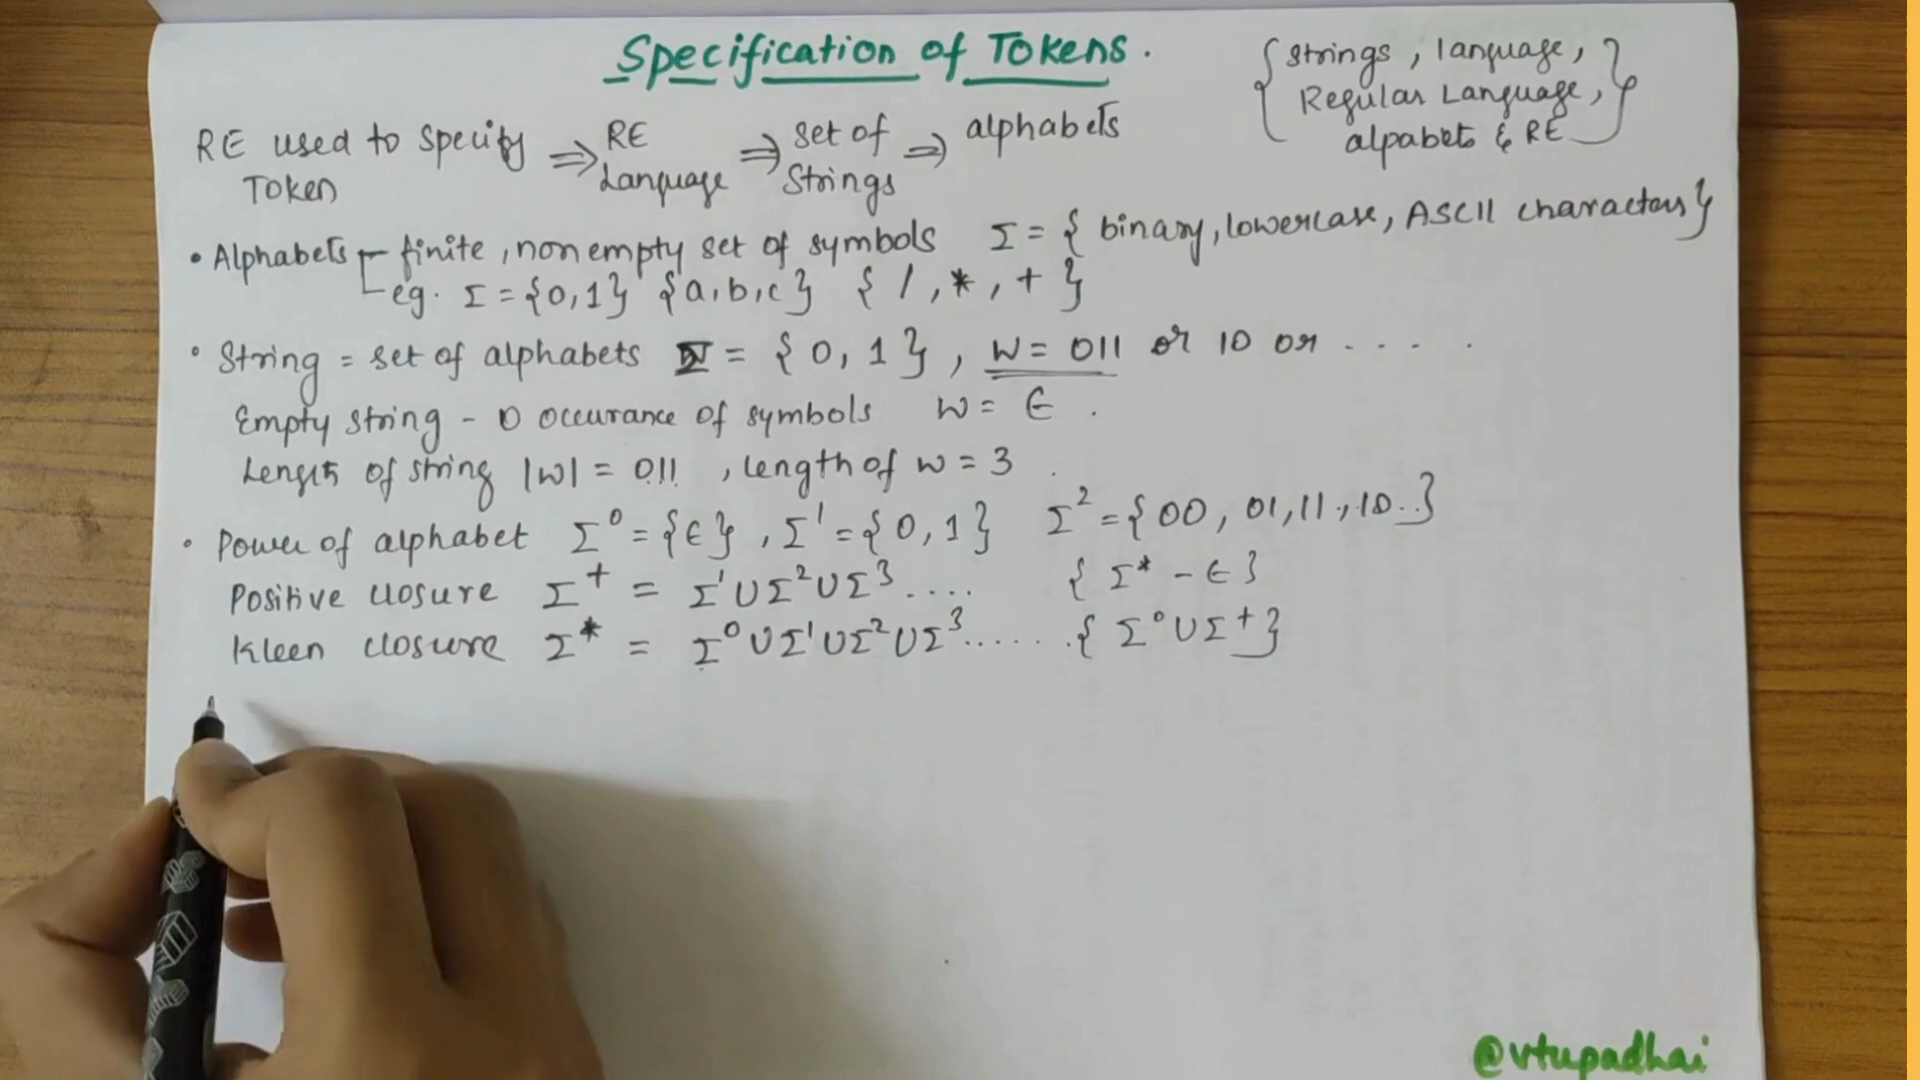 Specification of TOKENS.
{ strings, language,
Regular Language,
alpabets & RE }
RE used to specify TOKEN ⇒ RE Language ⇒ set of Strings ⇒ alphabets
• Alphabets finite, non empty set of symbols Σ = { binary, lowercase, ASCII characters }
eg. Σ = {0,1} {a,b,c} { /, *, + }
• String = set of alphabets Σ = { 0, 1 }, W = 011 or 10 or . . . . .
Empty string - 0 occurance of symbols W = ϵ .
Length of string |w| = 011 , length of w = 3 .
• Power of alphabet Σ⁰ = {ϵ}, Σ¹ = {0, 1} Σ² = {00, 01, 11, 10..}
Positive closure Σ⁺ = Σ¹ ∪ Σ² ∪ Σ³ .... { Σ* - ϵ }
Kleen closure Σ* = Σ⁰ ∪ Σ¹ ∪ Σ² ∪ Σ³ ...... { Σ⁰ ∪ Σ⁺ }
@vtupadhai